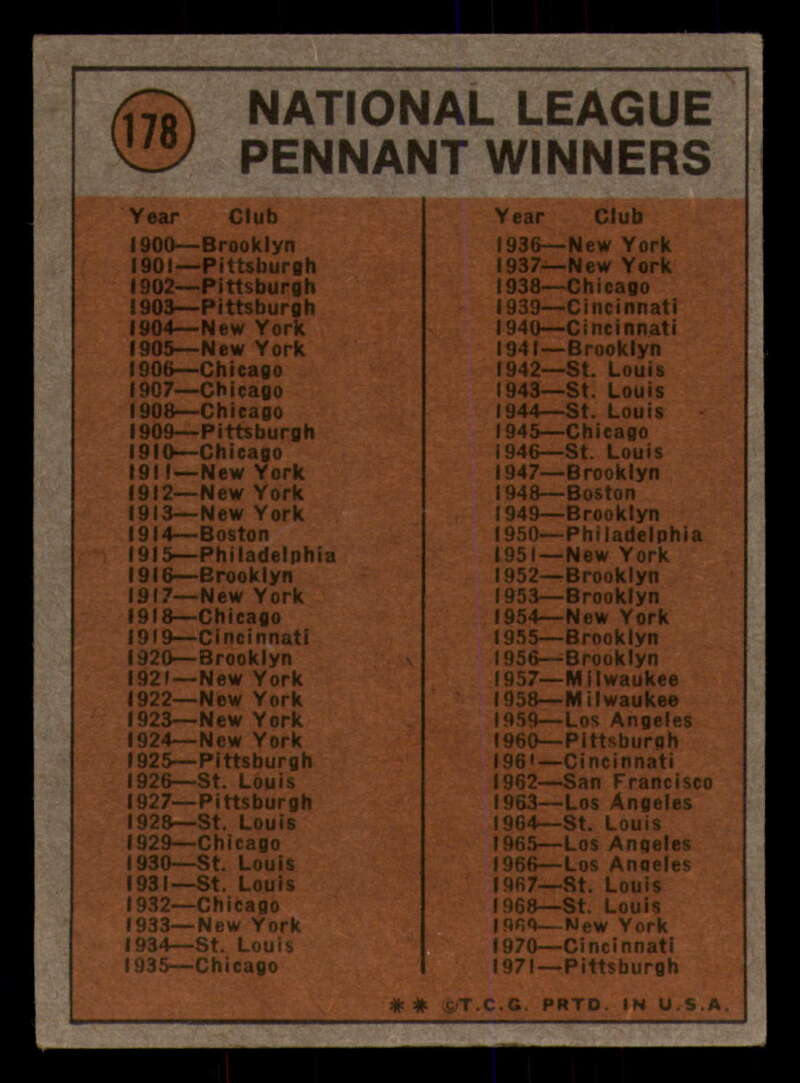 178
NATIONAL LEAGUE
PENNANT WINNERS
Year Club
1900—Brooklyn
1901—Pittsburgh
1902—Pittsburgh
1903—Pittsburgh
1904—New York
1905—New York
1906—Chicago
1907—Chicago
1908—Chicago
1909—Pittsburgh
1910—Chicago
1911—New York
1912—New York
1913—New York
1914—Boston
1915—Philadelphia
1916—Brooklyn
1917—New York
1918—Chicago
1919—Cincinnati
1920—Brooklyn
1921—New York
1922—New York
1923—New York
1924—New York
1925—Pittsburgh
1926—St. Louis
1927—Pittsburgh
1928—St. Louis
1929—Chicago
1930—St. Louis
1931—St. Louis
1932—Chicago
1933—New York
1934—St. Louis
1935—Chicago
Year Club
1936—New York
1937—New York
1938—Chicago
1939—Cincinnati
1940—Cincinnati
1941—Brooklyn
1942—St. Louis
1943—St. Louis
1944—St. Louis
1945—Chicago
1946—St. Louis
1947—Brooklyn
1948—Boston
1949—Brooklyn
1950—Philadelphia
1951—New York
1952—Brooklyn
1953—Brooklyn
1954—New York
1955—Brooklyn
1956—Brooklyn
1957—Milwaukee
1958—Milwaukee
1959—Los Angeles
1960—Pittsburgh
1961—Cincinnati
1962—San Francisco
1963—Los Angeles
1964—St. Louis
1965—Los Angeles
1966—Los Angeles
1967—St. Louis
1968—St. Louis
1969—New York
1970—Cincinnati
1971—Pittsburgh
** ©T.C.G. PRTD. IN U.S.A.